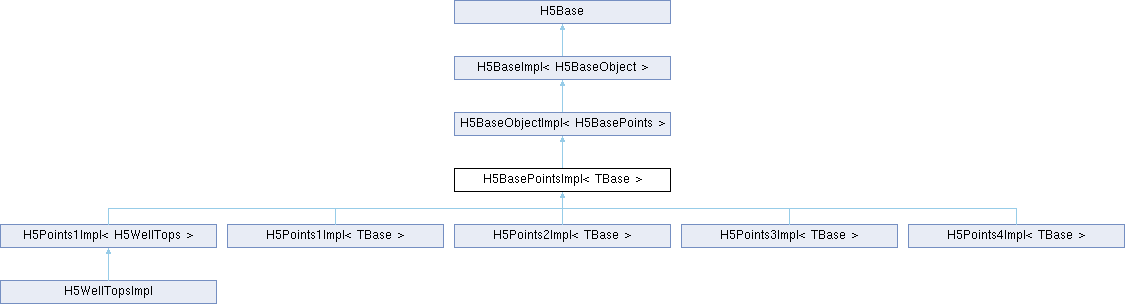 H5Base
H5BaseImpl< H5BaseObject >
H5BaseObjectImpl< H5BasePoints >
H5BasePointsImpl< TBase >
H5Points1Impl< H5WellTops >
H5Points1Impl< TBase >
H5Points2Impl< TBase >
H5Points3Impl< TBase >
H5Points4Impl< TBase >
H5WellTopsImpl